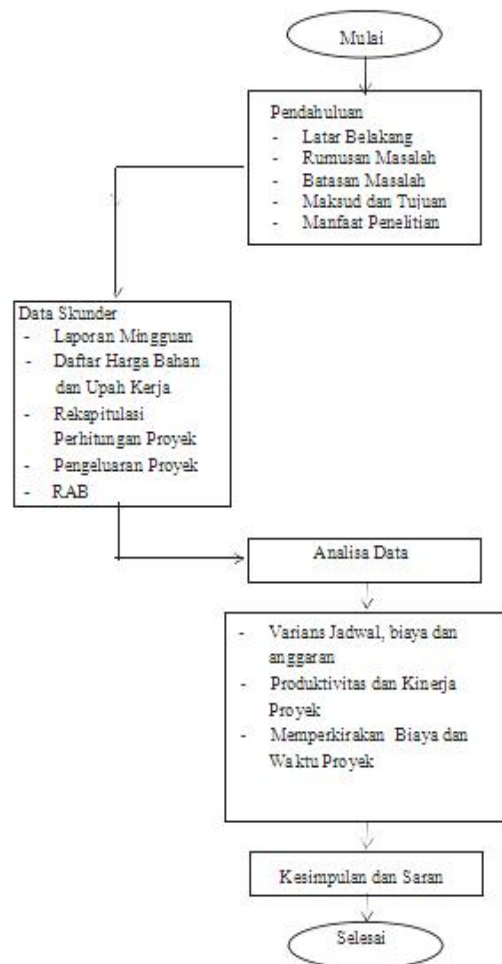 Mulai
Pendahuluan
- Latar Belakang
- Rumusan Masalah
- Batasan Masalah
- Maksud dan Tujuan
- Manfaat Penelitian
Data Skunder
- Laporan Mingguan
- Daftar Harga Bahan
dan Upah Kerja
- Rekapitulasi
Perhitungan Proyek
- Pengeluaran Proyek
- RAB
Analisa Data
- Varians Jadwal, biaya dan
anggaran
- Produktivitas dan Kinerja
Proyek
- Memperkirakan Biaya dan
Waktu Proyek
Kesimpulan dan Saran
Selesai